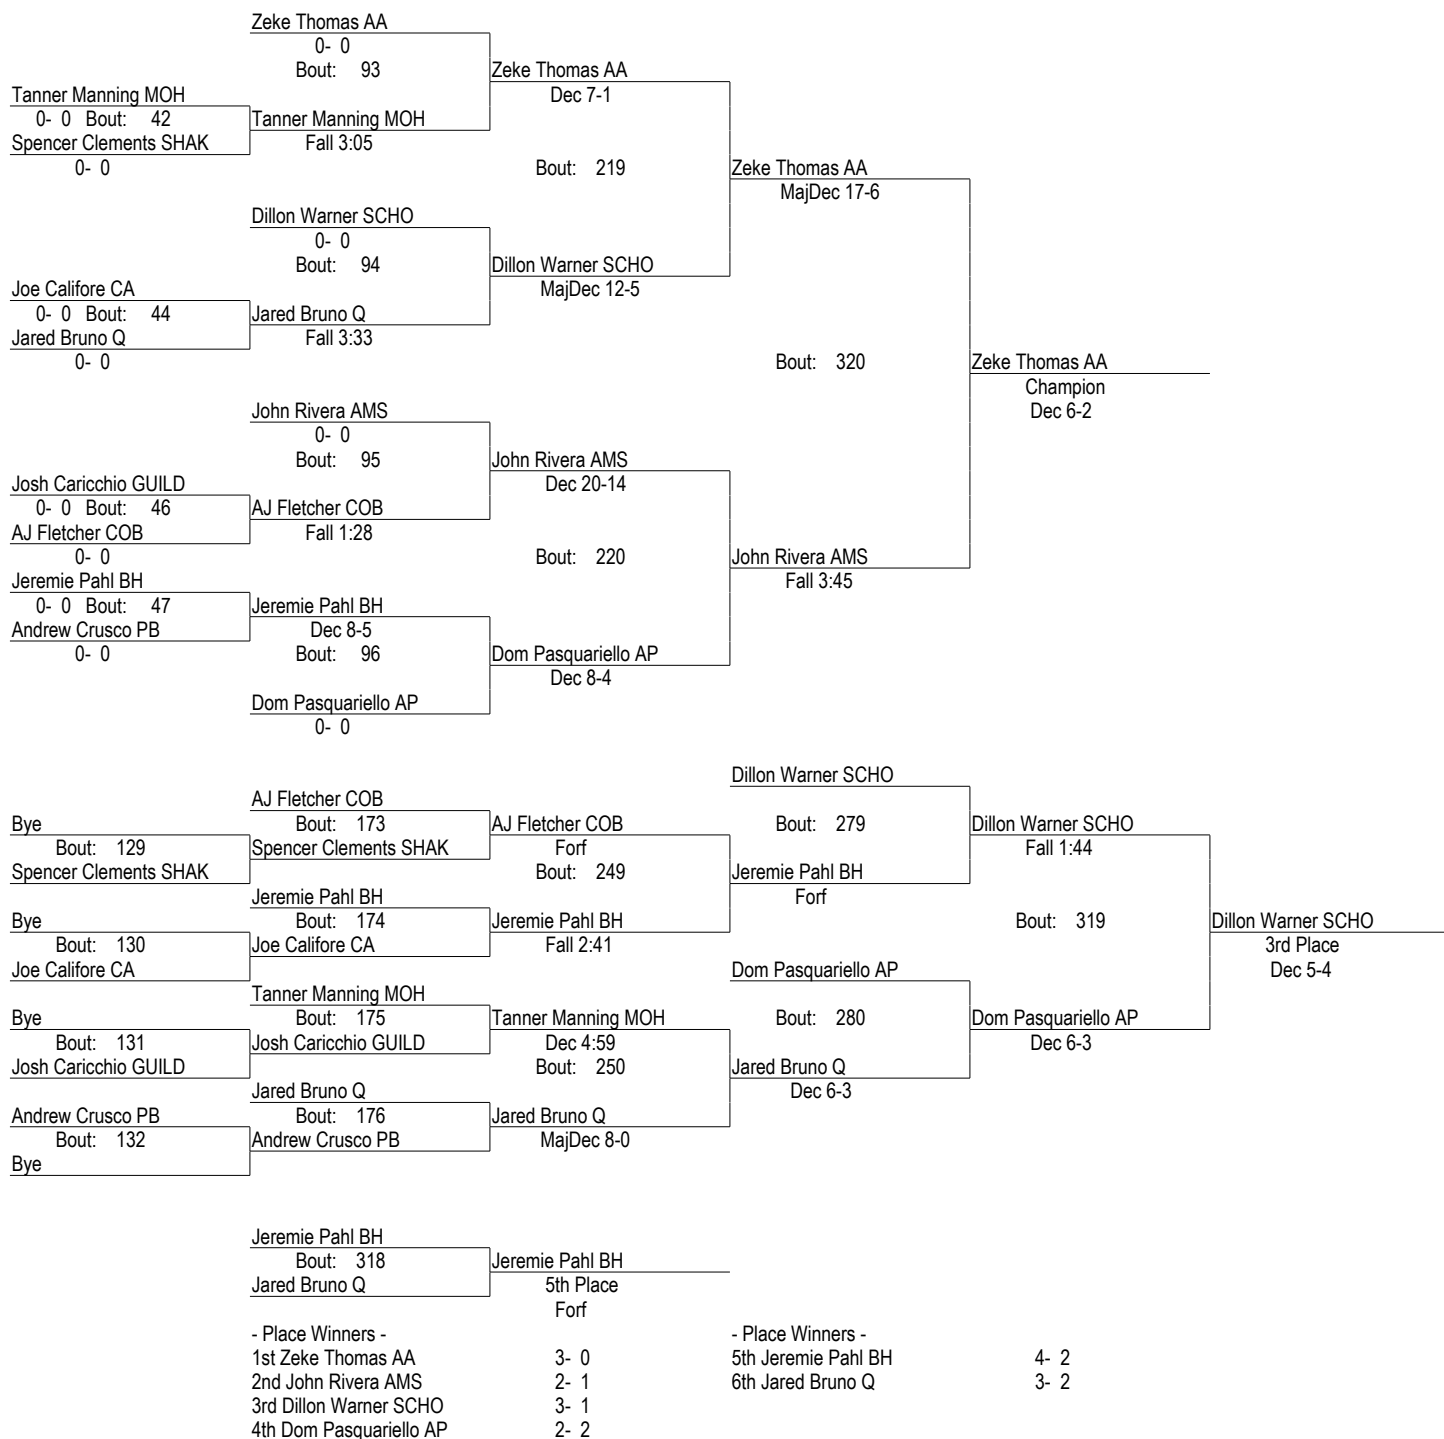 Zeke Thomas AA
0- 0
Bout: 93 Zeke Thomas AA
Tanner Manning MOH Dec 7-1
0- 0 Bout: 42 Tanner Manning MOH
Spencer Clements SHAK Fall 3:05
0- 0 Bout: 219 Zeke Thomas AA
MajDec 17-6
Dillon Warner SCHO
0- 0
Bout: 94 Dillon Warner SCHO
Joe Califore CA MajDec 12-5
0- 0 Bout: 44 Jared Bruno Q
Jared Bruno Q Fall 3:33
0- 0 Bout: 320 Zeke Thomas AA
Champion
John Rivera AMS Dec 6-2
0- 0
Bout: 95 John Rivera AMS
Josh Caricchio GUILD Dec 20-14
0- 0 Bout: 46 AJ Fletcher COB
AJ Fletcher COB Fall 1:28
0- 0 Bout: 220 John Rivera AMS
Jeremie Pahl BH Fall 3:45
0- 0 Bout: 47 Jeremie Pahl BH
Andrew Crusco PB Dec 8-5
0- 0 Bout: 96 Dom Pasquariello AP
Dec 8-4
Dom Pasquariello AP
0- 0
Dillon Warner SCHO
AJ Fletcher COB
Bye Bout: 173 AJ Fletcher COB Bout: 279 Dillon Warner SCHO
Bout: 129 Spencer Clements SHAK Forf Fall 1:44
Spencer Clements SHAK Bout: 249 Jeremie Pahl BH
Jeremie Pahl BH Forf
Bye Bout: 174 Jeremie Pahl BH Bout: 319 Dillon Warner SCHO
Bout: 130 Joe Califore CA Fall 2:41 3rd Place
Joe Califore CA Dom Pasquariello AP Dec 5-4
Tanner Manning MOH
Bye Bout: 175 Tanner Manning MOH Bout: 280 Dom Pasquariello AP
Bout: 131 Josh Caricchio GUILD Dec 4:59 Dec 6-3
Josh Caricchio GUILD Bout: 250 Jared Bruno Q
Jared Bruno Q Dec 6-3
Andrew Crusco PB Bout: 176 Jared Bruno Q
Bout: 132 Andrew Crusco PB MajDec 8-0
Bye
Jeremie Pahl BH
Bout: 318 Jeremie Pahl BH
Jared Bruno Q 5th Place
Forf
- Place Winners - - Place Winners -
1st Zeke Thomas AA 3- 0 5th Jeremie Pahl BH 4- 2
2nd John Rivera AMS 2- 1 6th Jared Bruno Q 3- 2
3rd Dillon Warner SCHO 3- 1
4th Dom Pasquariello AP 2- 2